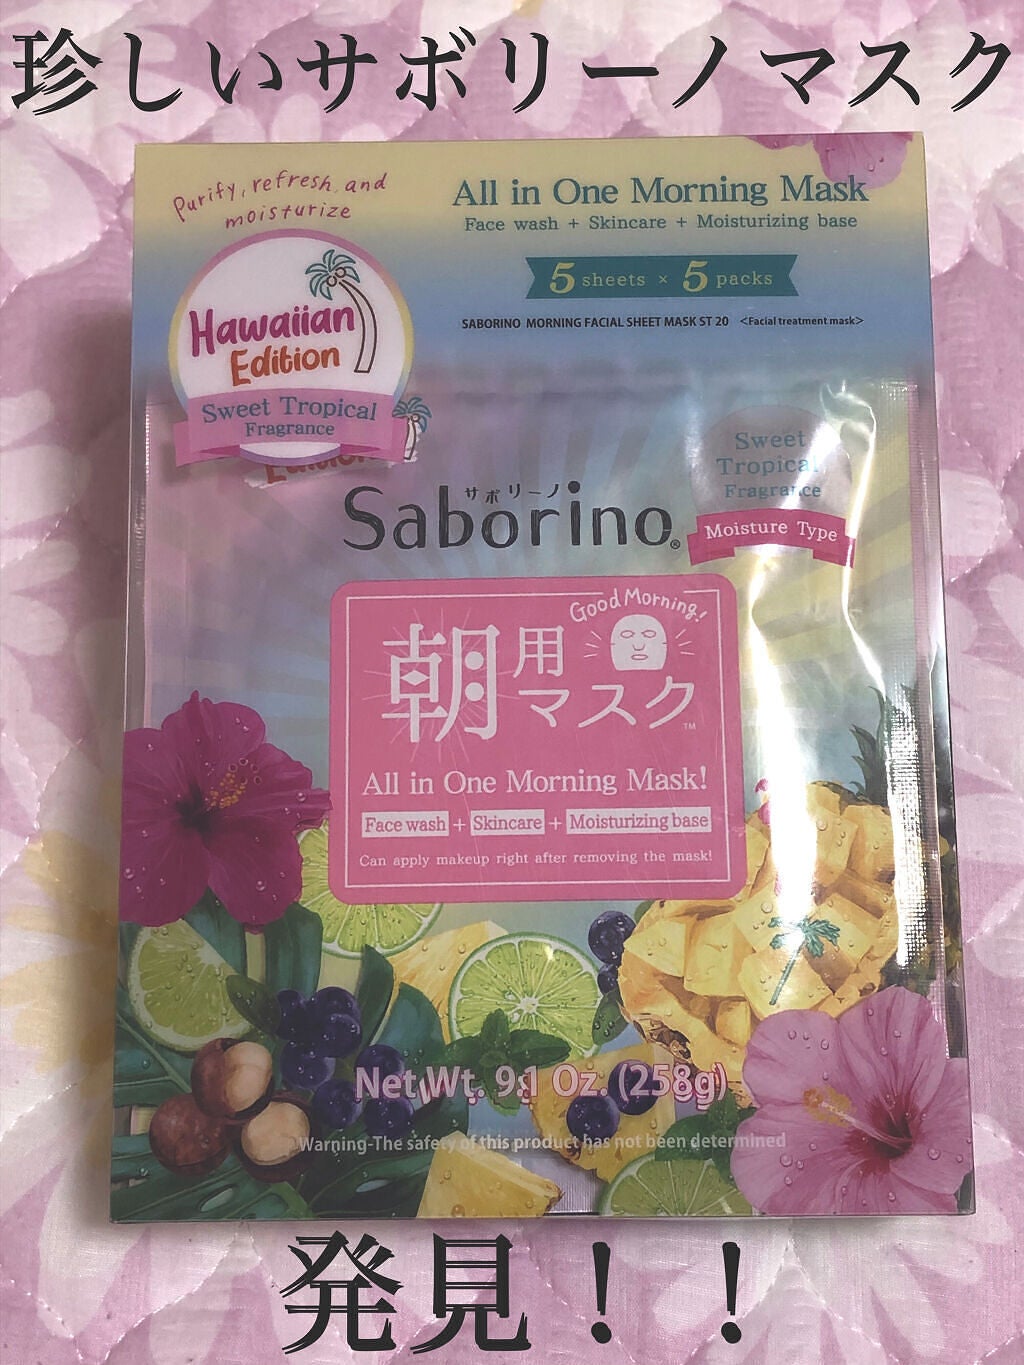 珍しいサボリーノマスク
Purify, refresh, and
moisturize
Hawaiian
Edition
Sweet Tropical
Fragrance
All in One Morning Mask
Face wash + Skincare + Moisturizing base
5 sheets × 5 packs
SABORINO MORNING FACIAL SHEET MASK ST 20 <Facial treatment mask>
Edition
Sweet
Tropical
Fragrance
Moisture Type
サボリーノ
Saborino®
Good Morning!
朝用マスク™
All in One Morning Mask!
Face wash + Skincare + Moisturizing base
Can apply makeup right after removing the mask!
Net Wt. 9.1 Oz. (258g)
Warning-The safety of this product has not been determined
発見！！